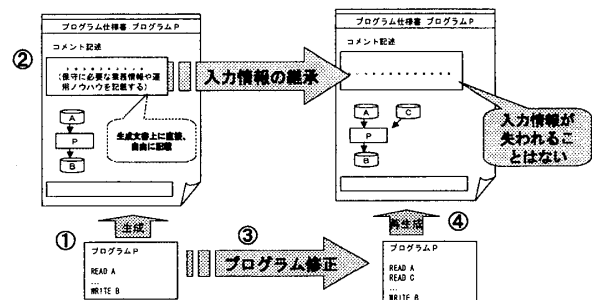 プログラム仕様書 プログラムP
コメント記述
②
・・・・・・・・・・・
(保守に必要な業務情報や運
用ノウハウを記載する)
生成文書上に直接、
自由に記載
A
P
B
入力情報の継承
プログラム仕様書 プログラムP
コメント記述
・・・・・・・・・・・
A
C
P
B
入力情報が
失われるこ
とはない
①
生成
プログラムP
READ A
...
WRITE B
③
プログラム修正
④
再生成
プログラムP
READ A
READ C
...
WRITE B